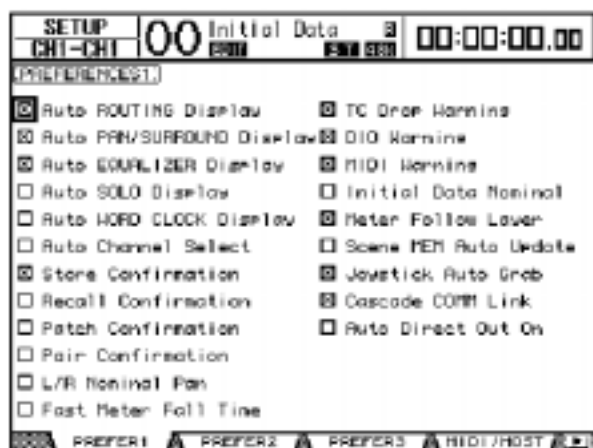 SETUP
CH1-CH1
00 Initial Data
EDIT
00:00:00.00
PREFERENCES1
Auto ROUTING Display
Auto PAN/SURROUND Display
Auto EQUALIZER Display
Auto SOLO Display
Auto WORD CLOCK Display
Auto Channel Select
Store Confirmation
Recall Confirmation
Patch Confirmation
Pair Confirmation
L/R Nominal Pan
Fast Meter Fall Time
TC Drop Warning
DIO Warning
MIDI Warning
Initial Data Nominal
Meter Follow Layer
Scene MEM Auto Update
Joystick Auto Grab
Cascade COMM Link
Auto Direct Out On
PREFER1 PREFER2 PREFER3 MIDI/HOST